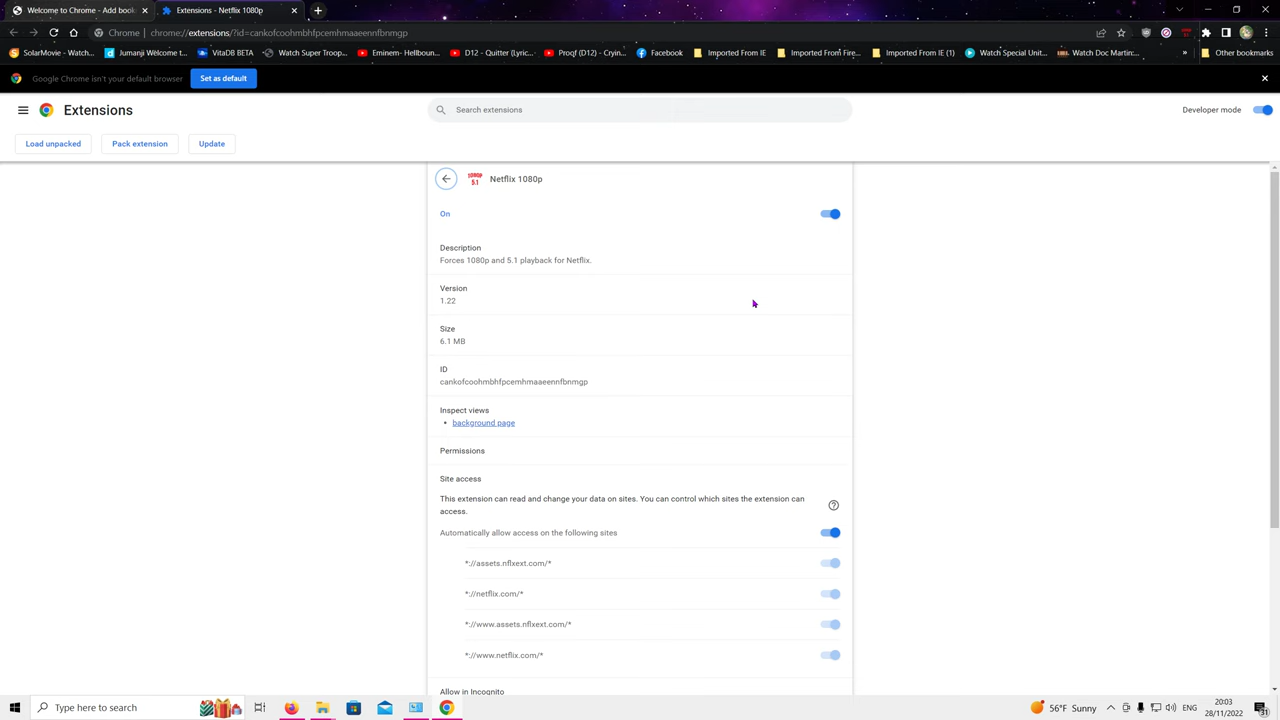 Welcome to Chrome - Add book
Extensions - Netflix 1080p
Chrome | chrome://extensions/?id=cankofcoohmbhfpcemhmaaeennfbnmgp
SolarMovie - Watch...
Jumanji Welcome t...
VitaDB BETA
Watch Super Troop...
Eminem- Hellboun...
D12 - Quitter (Lyric...
Proof (D12) - Cryin...
Facebook
Imported From IE
Imported From Fire...
Imported From IE (1)
Watch Special Unit...
Watch Doc Martin:...
»
Other bookmarks
Google Chrome isn't your default browser
Set as default
Extensions
Search extensions
Developer mode
Load unpacked
Pack extension
Update
1080P
5.1
Netflix 1080p
On
Description
Forces 1080p and 5.1 playback for Netflix.
Version
1.22
Size
6.1 MB
ID
cankofcoohmbhfpcemhmaaeennfbnmgp
Inspect views
• background page
Permissions
Site access
This extension can read and change your data on sites. You can control which sites the extension can
access.
Automatically allow access on the following sites
*://assets.nflxext.com/*
*://netflix.com/*
*://www.assets.nflxext.com/*
*://www.netflix.com/*
Allow in Incognito
Type here to search
56°F Sunny
ENG
20:03
28/11/2022